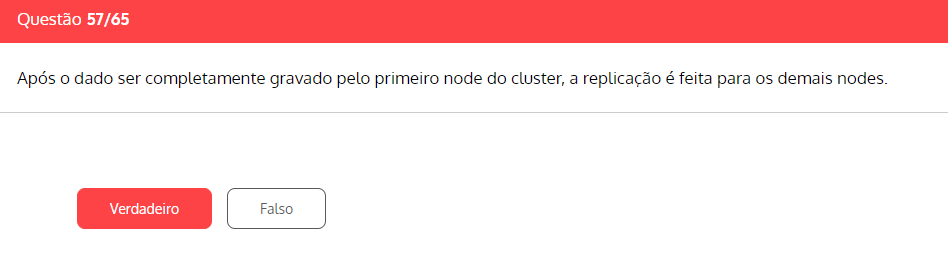 Questão 57/65
Após o dado ser completamente gravado pelo primeiro node do cluster, a replicação é feita para os demais nodes.
Verdadeiro
Falso